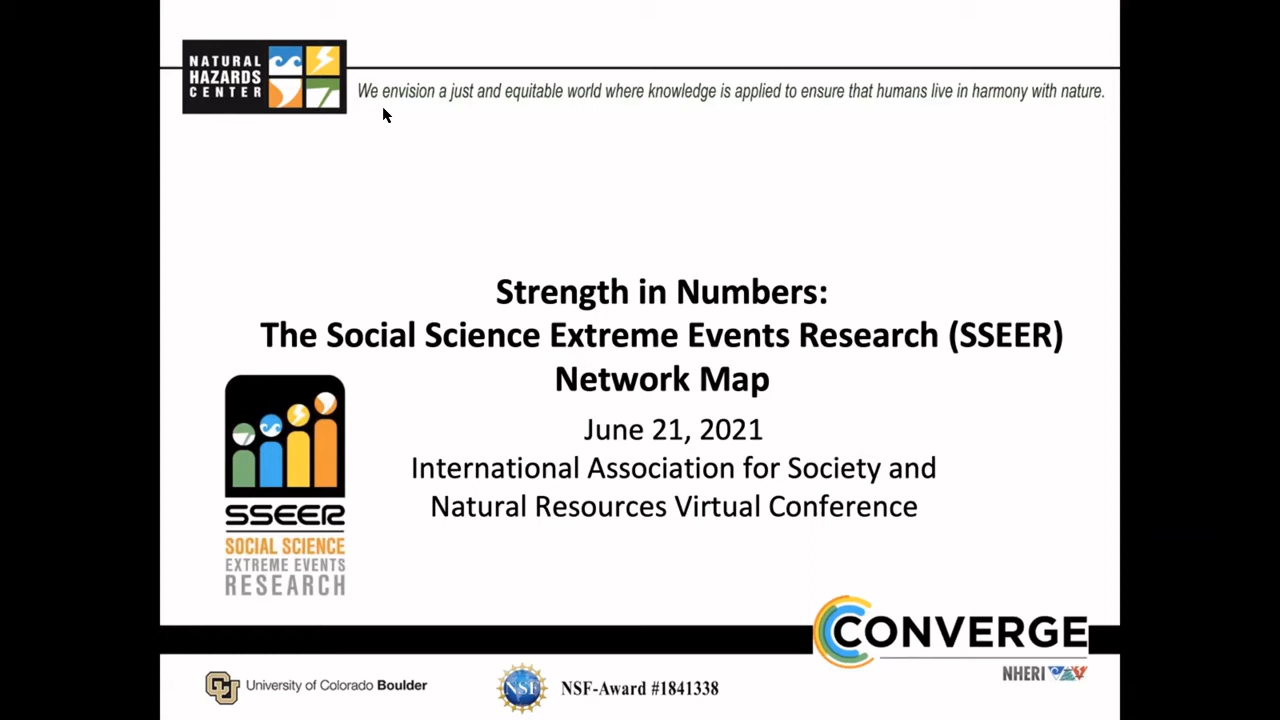 NATURAL
HAZARDS
CENTER
We envision a just and equitable world where knowledge is applied to ensure that humans live in harmony with nature.
Strength in Numbers:
The Social Science Extreme Events Research (SSEER)
Network Map
June 21, 2021
International Association for Society and
Natural Resources Virtual Conference
SSEER
SOCIAL SCIENCE
EXTREME EVENTS
RESEARCH
CONVERGE
NHERI
CU
University of Colorado Boulder
NSF
NSF-Award #1841338